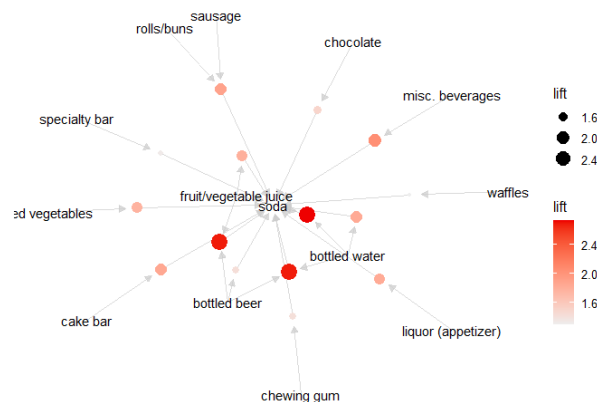 sausage
rolls/buns
chocolate
lift
misc. beverages
1.6
specialty bar
2.0
2.4
fruit/vegetable juice
waffles
soda
lift
ed vegetables
2.4
bottled water
2.0
bottled beer
1.6
cake bar
liquor (appetizer)
chewing gum